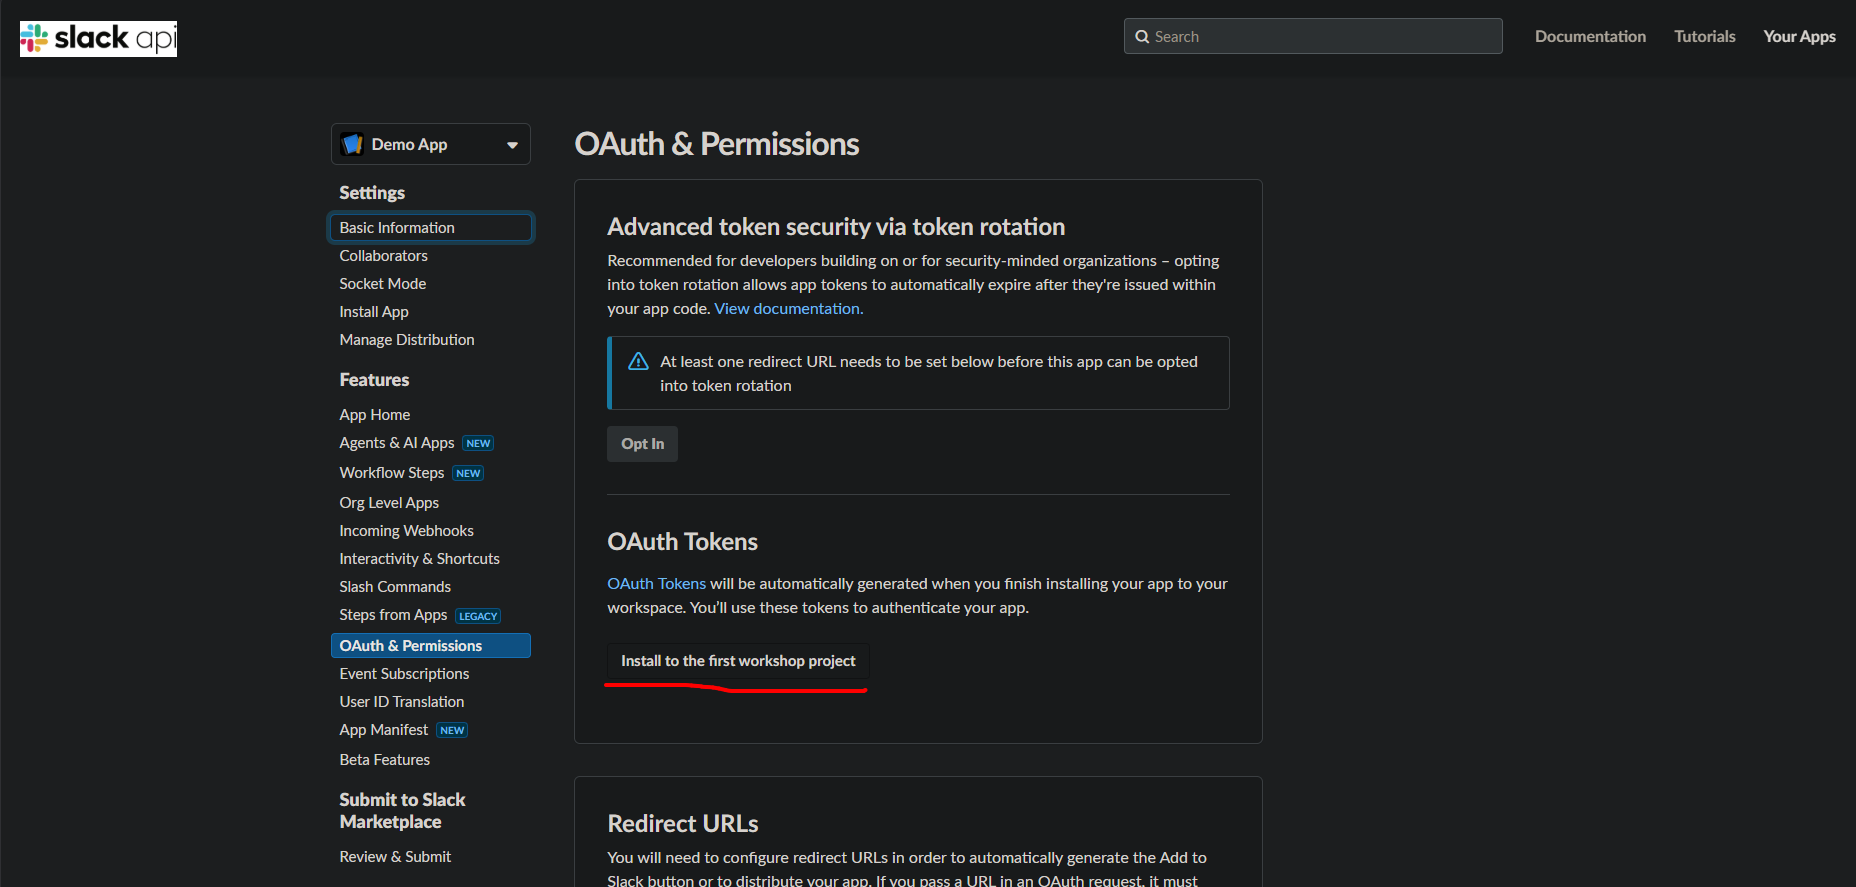 slack api
Search
Documentation
Tutorials
Your Apps
Demo App
Settings
Basic Information
Collaborators
Socket Mode
Install App
Manage Distribution
Features
App Home
Agents & AI Apps NEW
Workflow Steps NEW
Org Level Apps
Incoming Webhooks
Interactivity & Shortcuts
Slash Commands
Steps from Apps LEGACY
OAuth & Permissions
Event Subscriptions
User ID Translation
App Manifest NEW
Beta Features
Submit to Slack
Marketplace
Review & Submit
OAuth & Permissions
Advanced token security via token rotation
Recommended for developers building on or for security-minded organizations – opting
into token rotation allows app tokens to automatically expire after they're issued within
your app code. View documentation.
At least one redirect URL needs to be set below before this app can be opted
into token rotation
Opt In
OAuth Tokens
OAuth Tokens will be automatically generated when you finish installing your app to your
workspace. You’ll use these tokens to authenticate your app.
Install to the first workshop project
Redirect URLs
You will need to configure redirect URLs in order to automatically generate the Add to
Slack button or to distribute your app. If you pass a URL in an OAuth request, it must